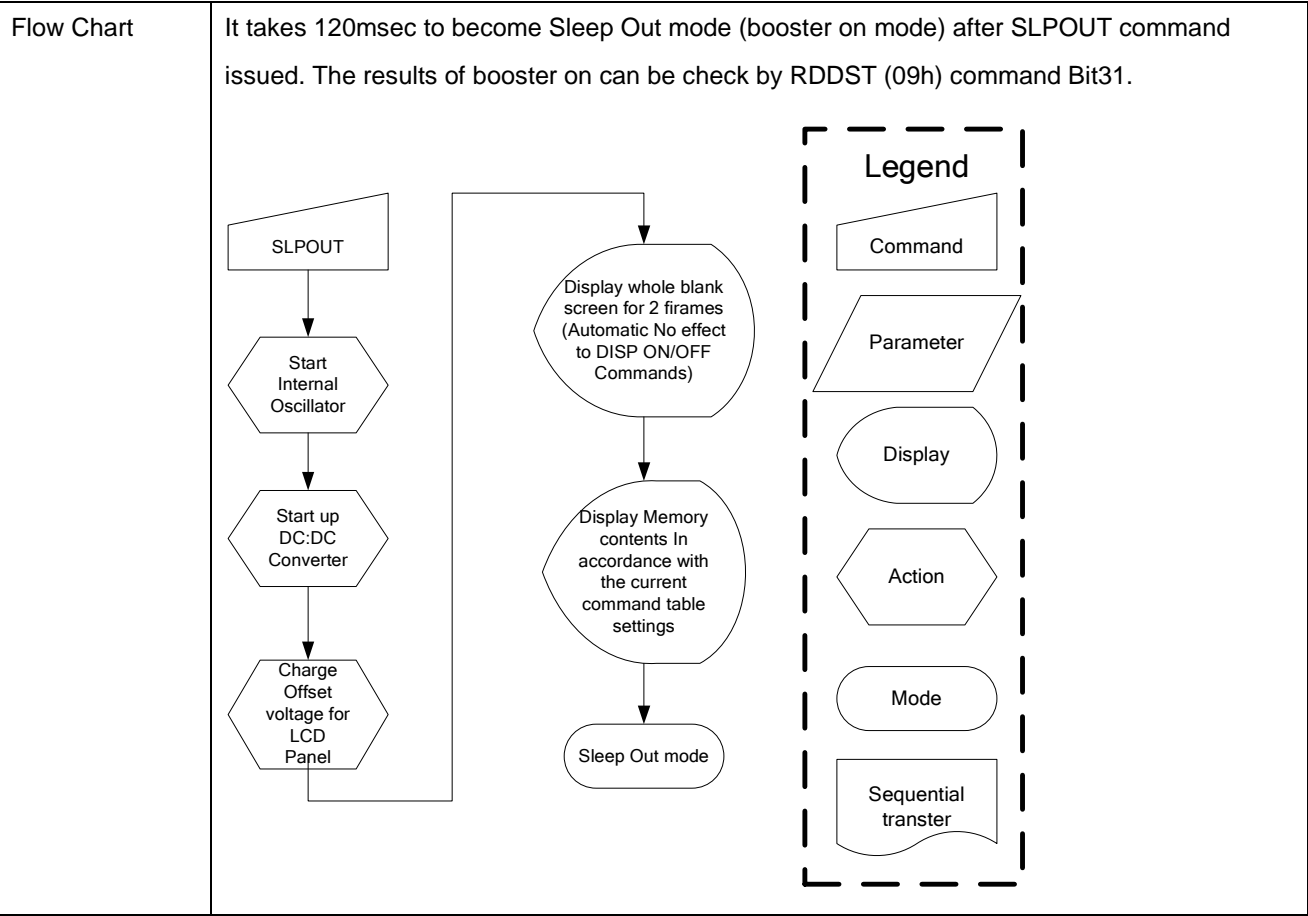 Flow Chart
It takes 120msec to become Sleep Out mode (booster on mode) after SLPOUT command
issued. The results of booster on can be check by RDDST (09h) command Bit31.
SLPOUT
Start
Internal
Oscillator
Start up
DC:DC
Converter
Charge
Offset
voltage for
LCD
Panel
Display whole blank
screen for 2 firames
(Automatic No effect
to DISP ON/OFF
Commands)
Display Memory
contents In
accordance with
the current
command table
settings
Sleep Out mode
Legend
Command
Parameter
Display
Action
Mode
Sequential
transter